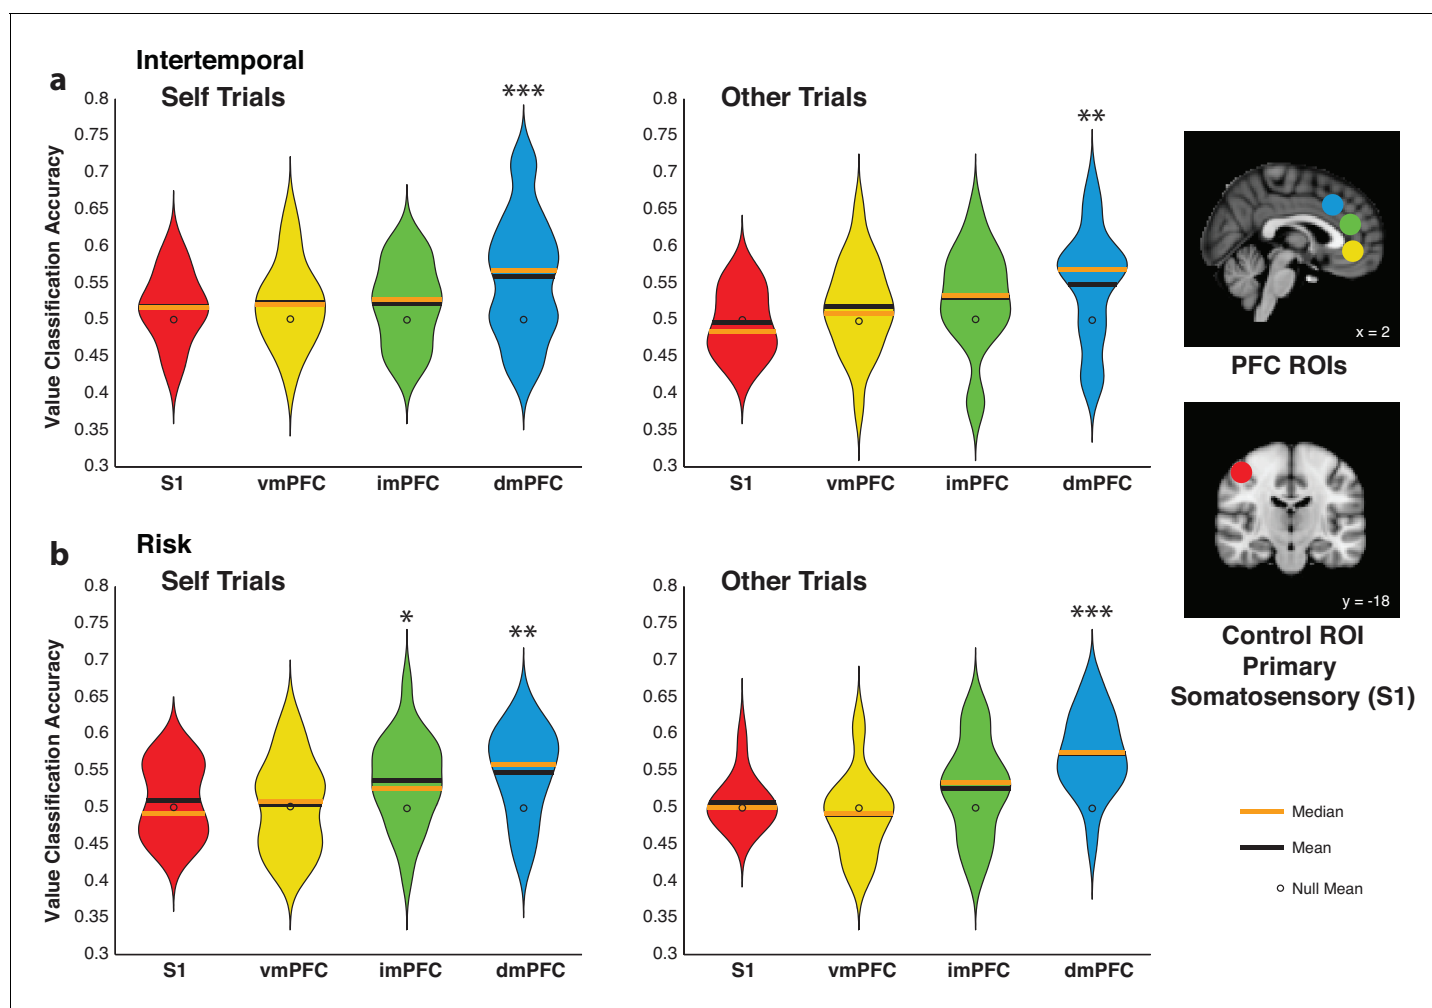 a
Intertemporal
Self Trials
Other Trials
***
**
Value Classification Accuracy
0.8
0.75
0.7
0.65
0.6
0.55
0.5
0.45
0.4
0.35
0.3
S1 vmPFC imPFC dmPFC
0.8
0.75
0.7
0.65
0.6
0.55
0.5
0.45
0.4
0.35
0.3
S1 vmPFC imPFC dmPFC
x = 2
PFC ROIs
y = -18
Control ROI
Primary
Somatosensory (S1)
b
Risk
Self Trials
Other Trials
*
**
***
Value Classification Accuracy
0.8
0.75
0.7
0.65
0.6
0.55
0.5
0.45
0.4
0.35
0.3
S1 vmPFC imPFC dmPFC
0.8
0.75
0.7
0.65
0.6
0.55
0.5
0.45
0.4
0.35
0.3
S1 vmPFC imPFC dmPFC
Median
Mean
Null Mean